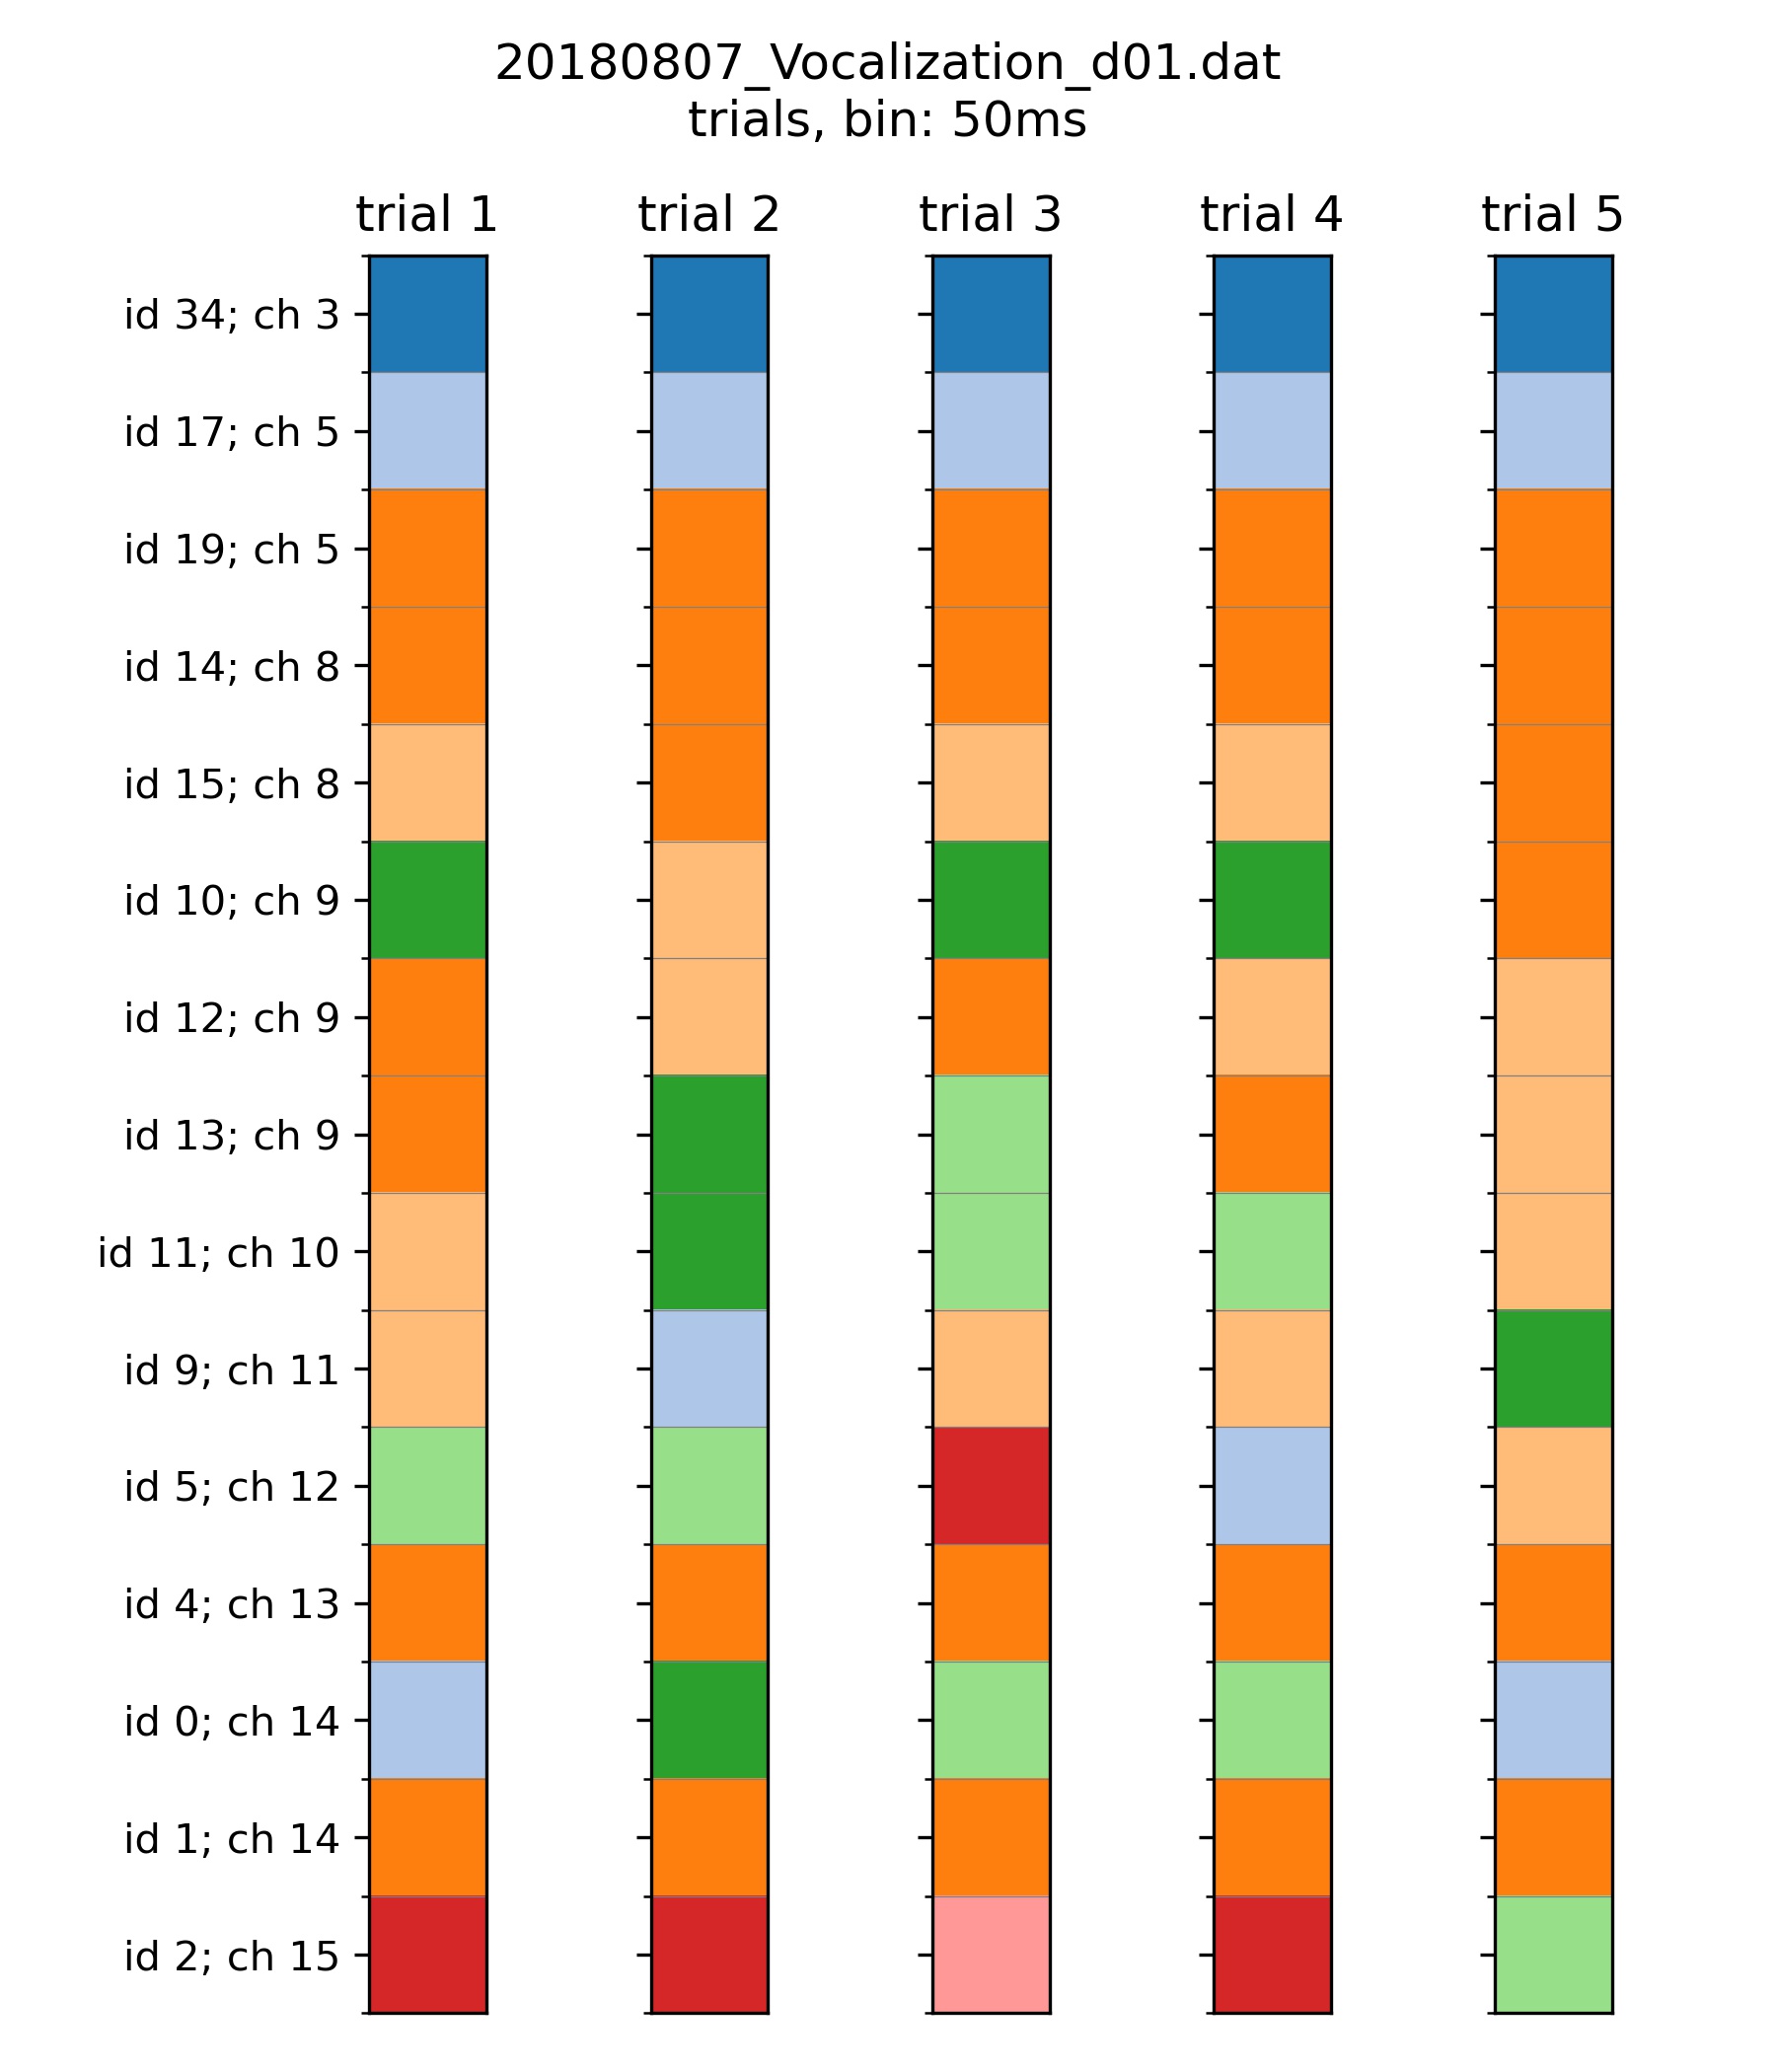 20180807_Vocalization_d01.dat
trials, bin: 50ms
trial 1 trial 2 trial 3 trial 4 trial 5
id 34; ch 3
id 17; ch 5
id 19; ch 5
id 14; ch 8
id 15; ch 8
id 10; ch 9
id 12; ch 9
id 13; ch 9
id 11; ch 10
id 9; ch 11
id 5; ch 12
id 4; ch 13
id 0; ch 14
id 1; ch 14
id 2; ch 15